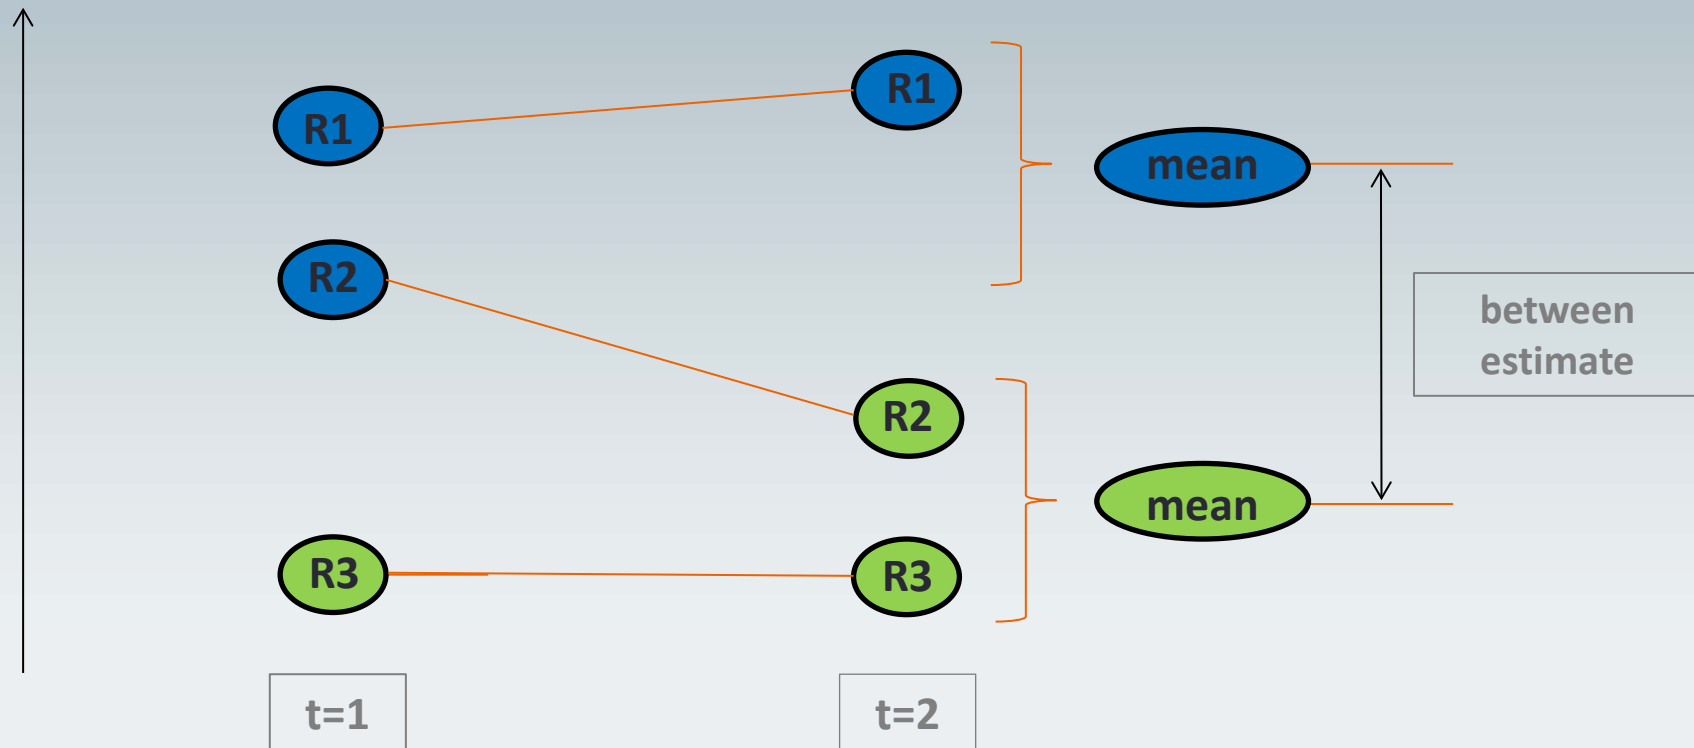 R1
R1
mean
R2
between
estimate
R2
mean
R3
R3
t=1
t=2